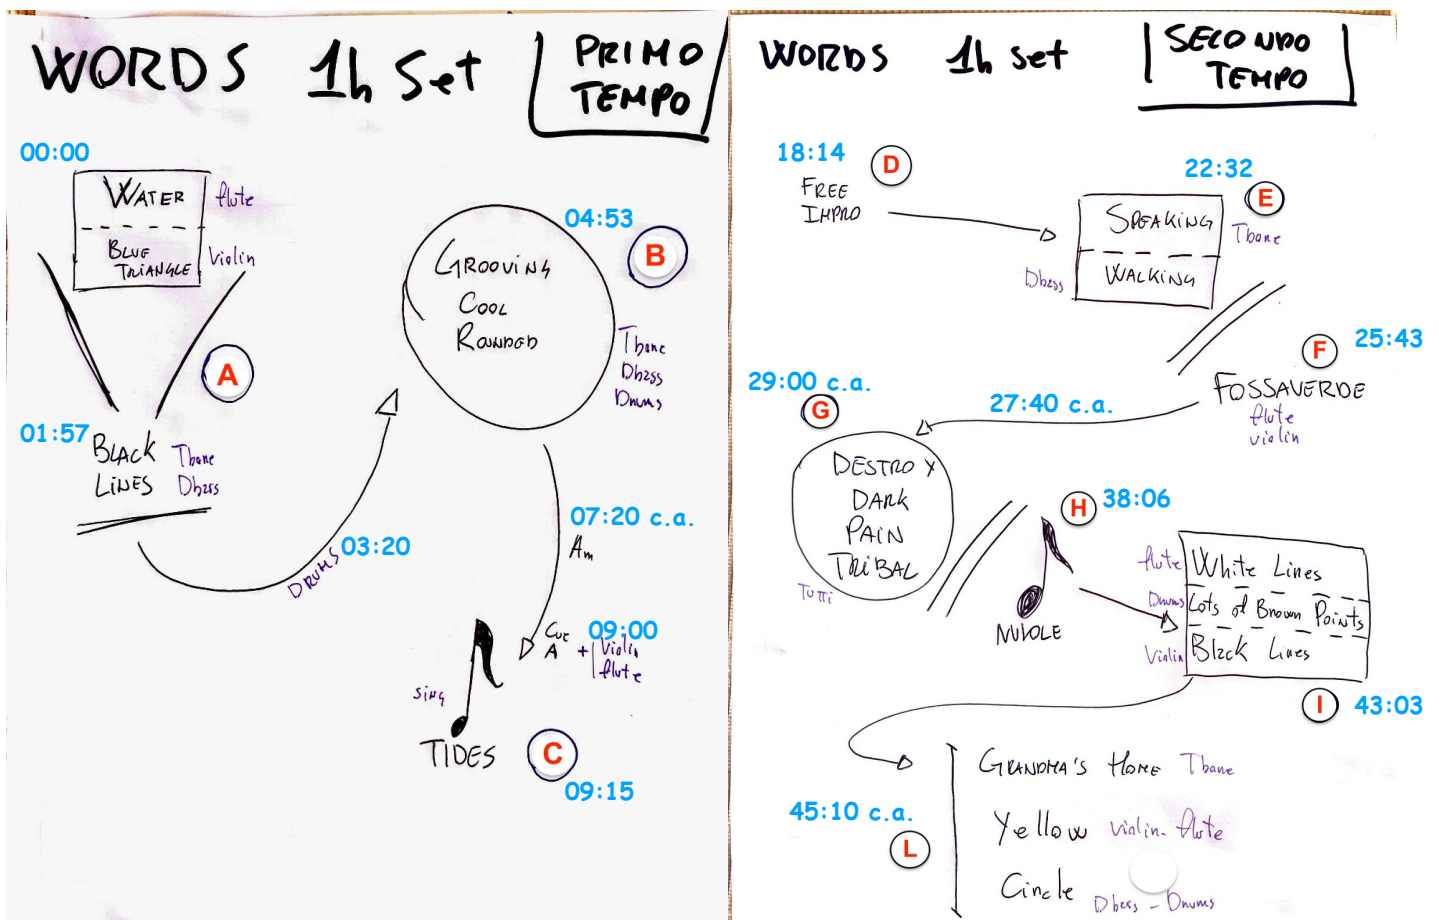 WORDS 1h Set
PRIMO
TEMPO
00:00
WATER flute
BLUE
TRIANGLE Violin
A
01:57
BLACK
LINES
Tbone
Dbass
DRUMS 03:20
04:53
B
GROOVING
COOL
ROUNDED
Tbone
Dbass
Drums
07:20 c.a.
Am
Cue
A
09:00
+ Violin
flute
sing
TIDES
C
09:15
WORDS 1h set
SECONDO
TEMPO
18:14
D
FREE
IMPRO
22:32
E
SPEAKING
Tbone
Dbass
WALKING
F
25:43
FOSSAVERDE
flute
violin
27:40 c.a.
29:00 c.a.
G
DESTROY
DARK
PAIN
TRIBAL
Tutti
H
38:06
NUVOLE
flute White Lines
Drums Lots of Brown Points
Violin Black Lines
I
43:03
45:10 c.a.
L
GRANDMA'S HOME Tbone
Yellow violin - flute
Circle Dbass - Drums